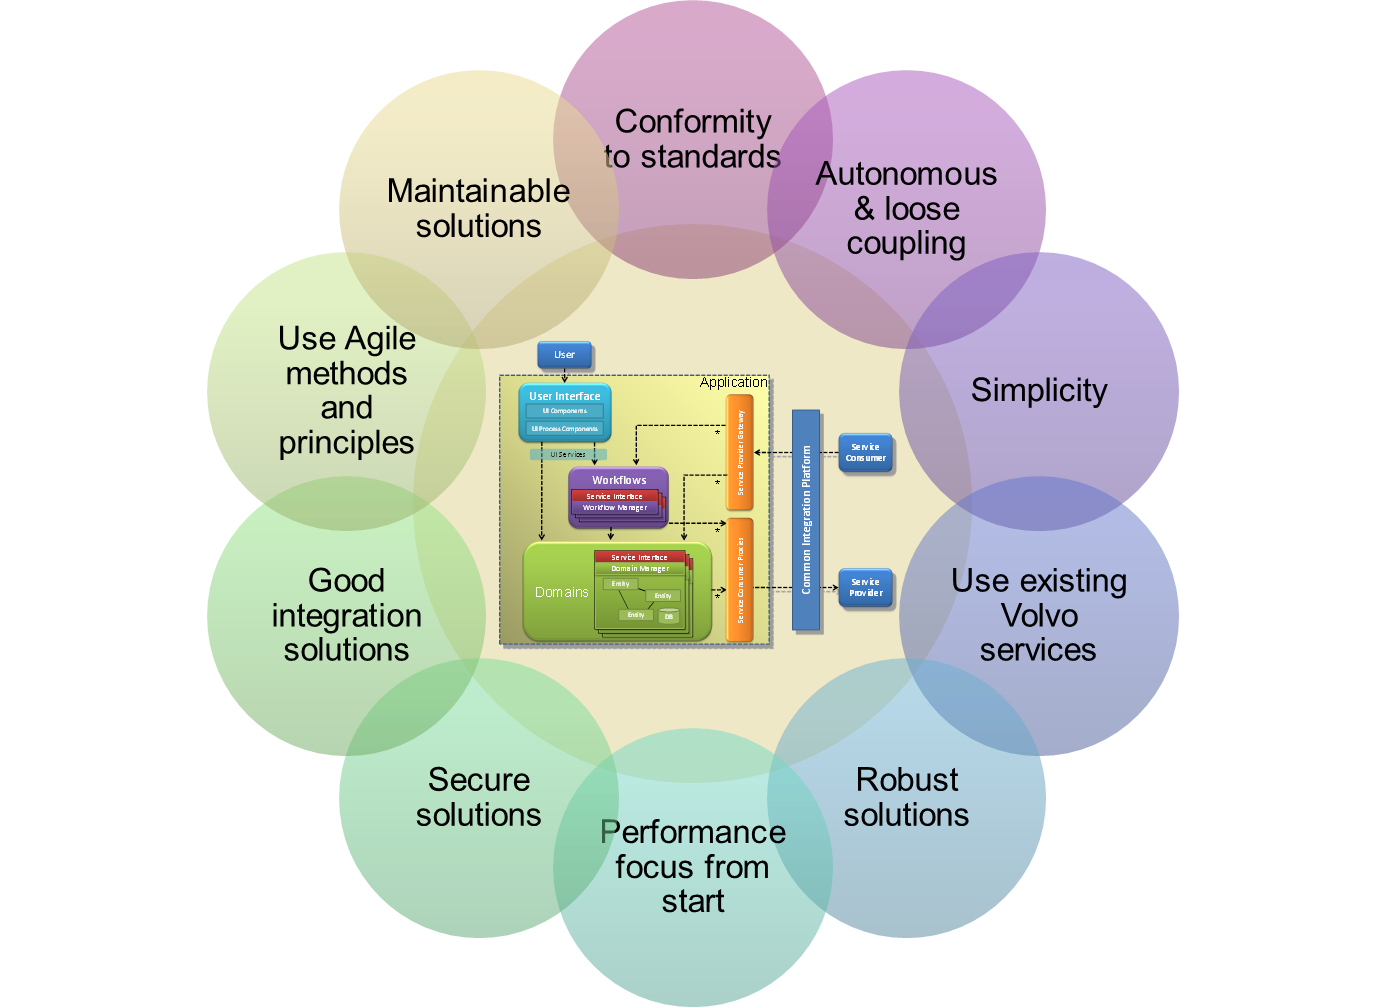 Conformity
to standards
Autonomous
& loose
coupling
Simplicity
Use existing
Volvo
services
Robust
solutions
Performance
focus from
start
Secure
solutions
Good
integration
solutions
Use Agile
methods
and
principles
Maintainable
solutions
User
Application
User Interface
UI Components
UI Process Components
UI Services
Workflows
Service Interface
Workflow Manager
Domains
Service Interface
Domain Manager
Entity
Entity
Entity
DB
*
*
*
*
Service Provider Gateway
Service Consumer Proxies
Common Integration Platform
Service
Consumer
Service
Provider